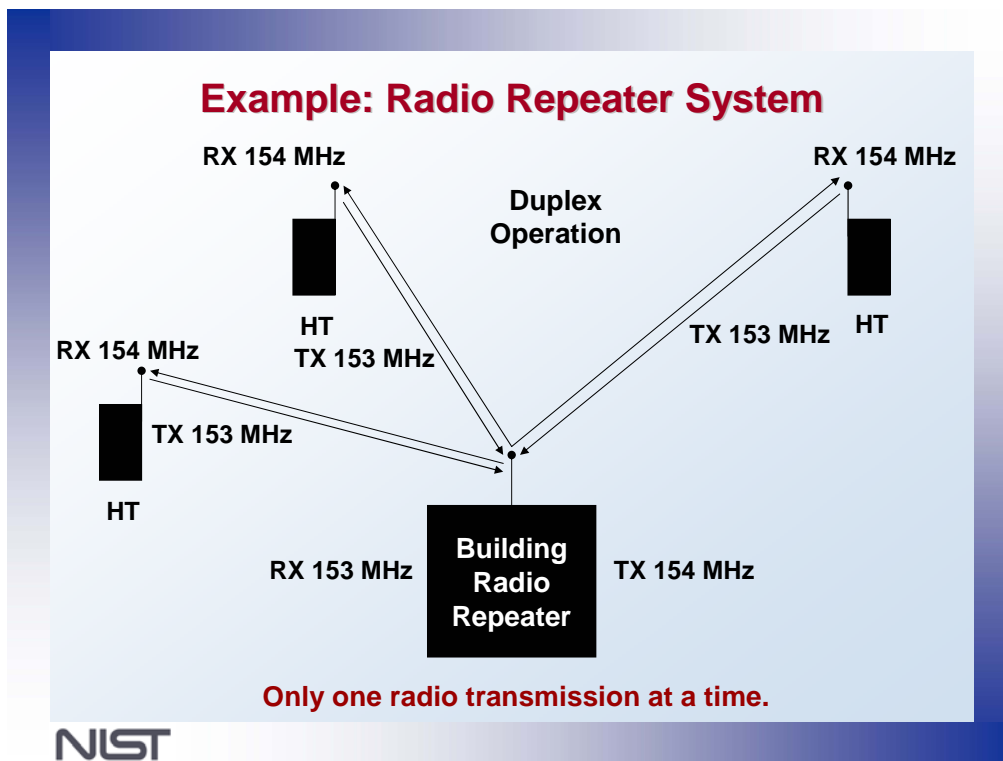 Example: Radio Repeater System
RX 154 MHz
RX 154 MHz
Duplex
Operation
HT
TX 153 MHz
TX 153 MHz
HT
RX 154 MHz
TX 153 MHz
HT
RX 153 MHz
Building
Radio
Repeater
TX 154 MHz
Only one radio transmission at a time.
NIST